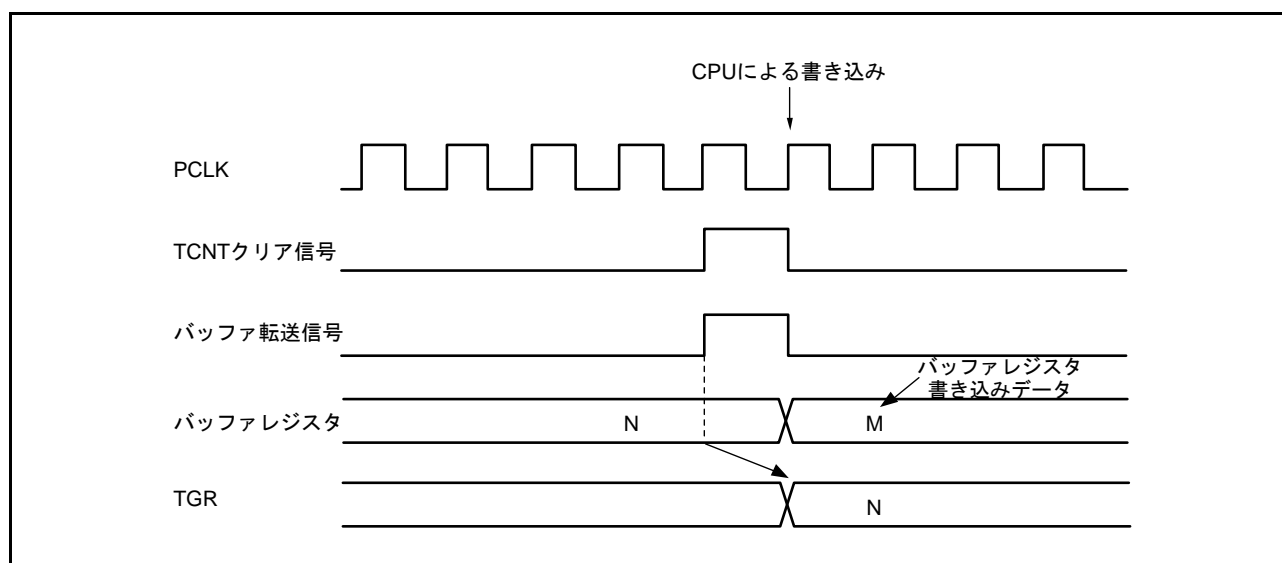 CPUによる書き込み
PCLK
TCNTクリア信号
バッファ転送信号
バッファレジスタ
書き込みデータ
バッファレジスタ
N
M
TGR
N